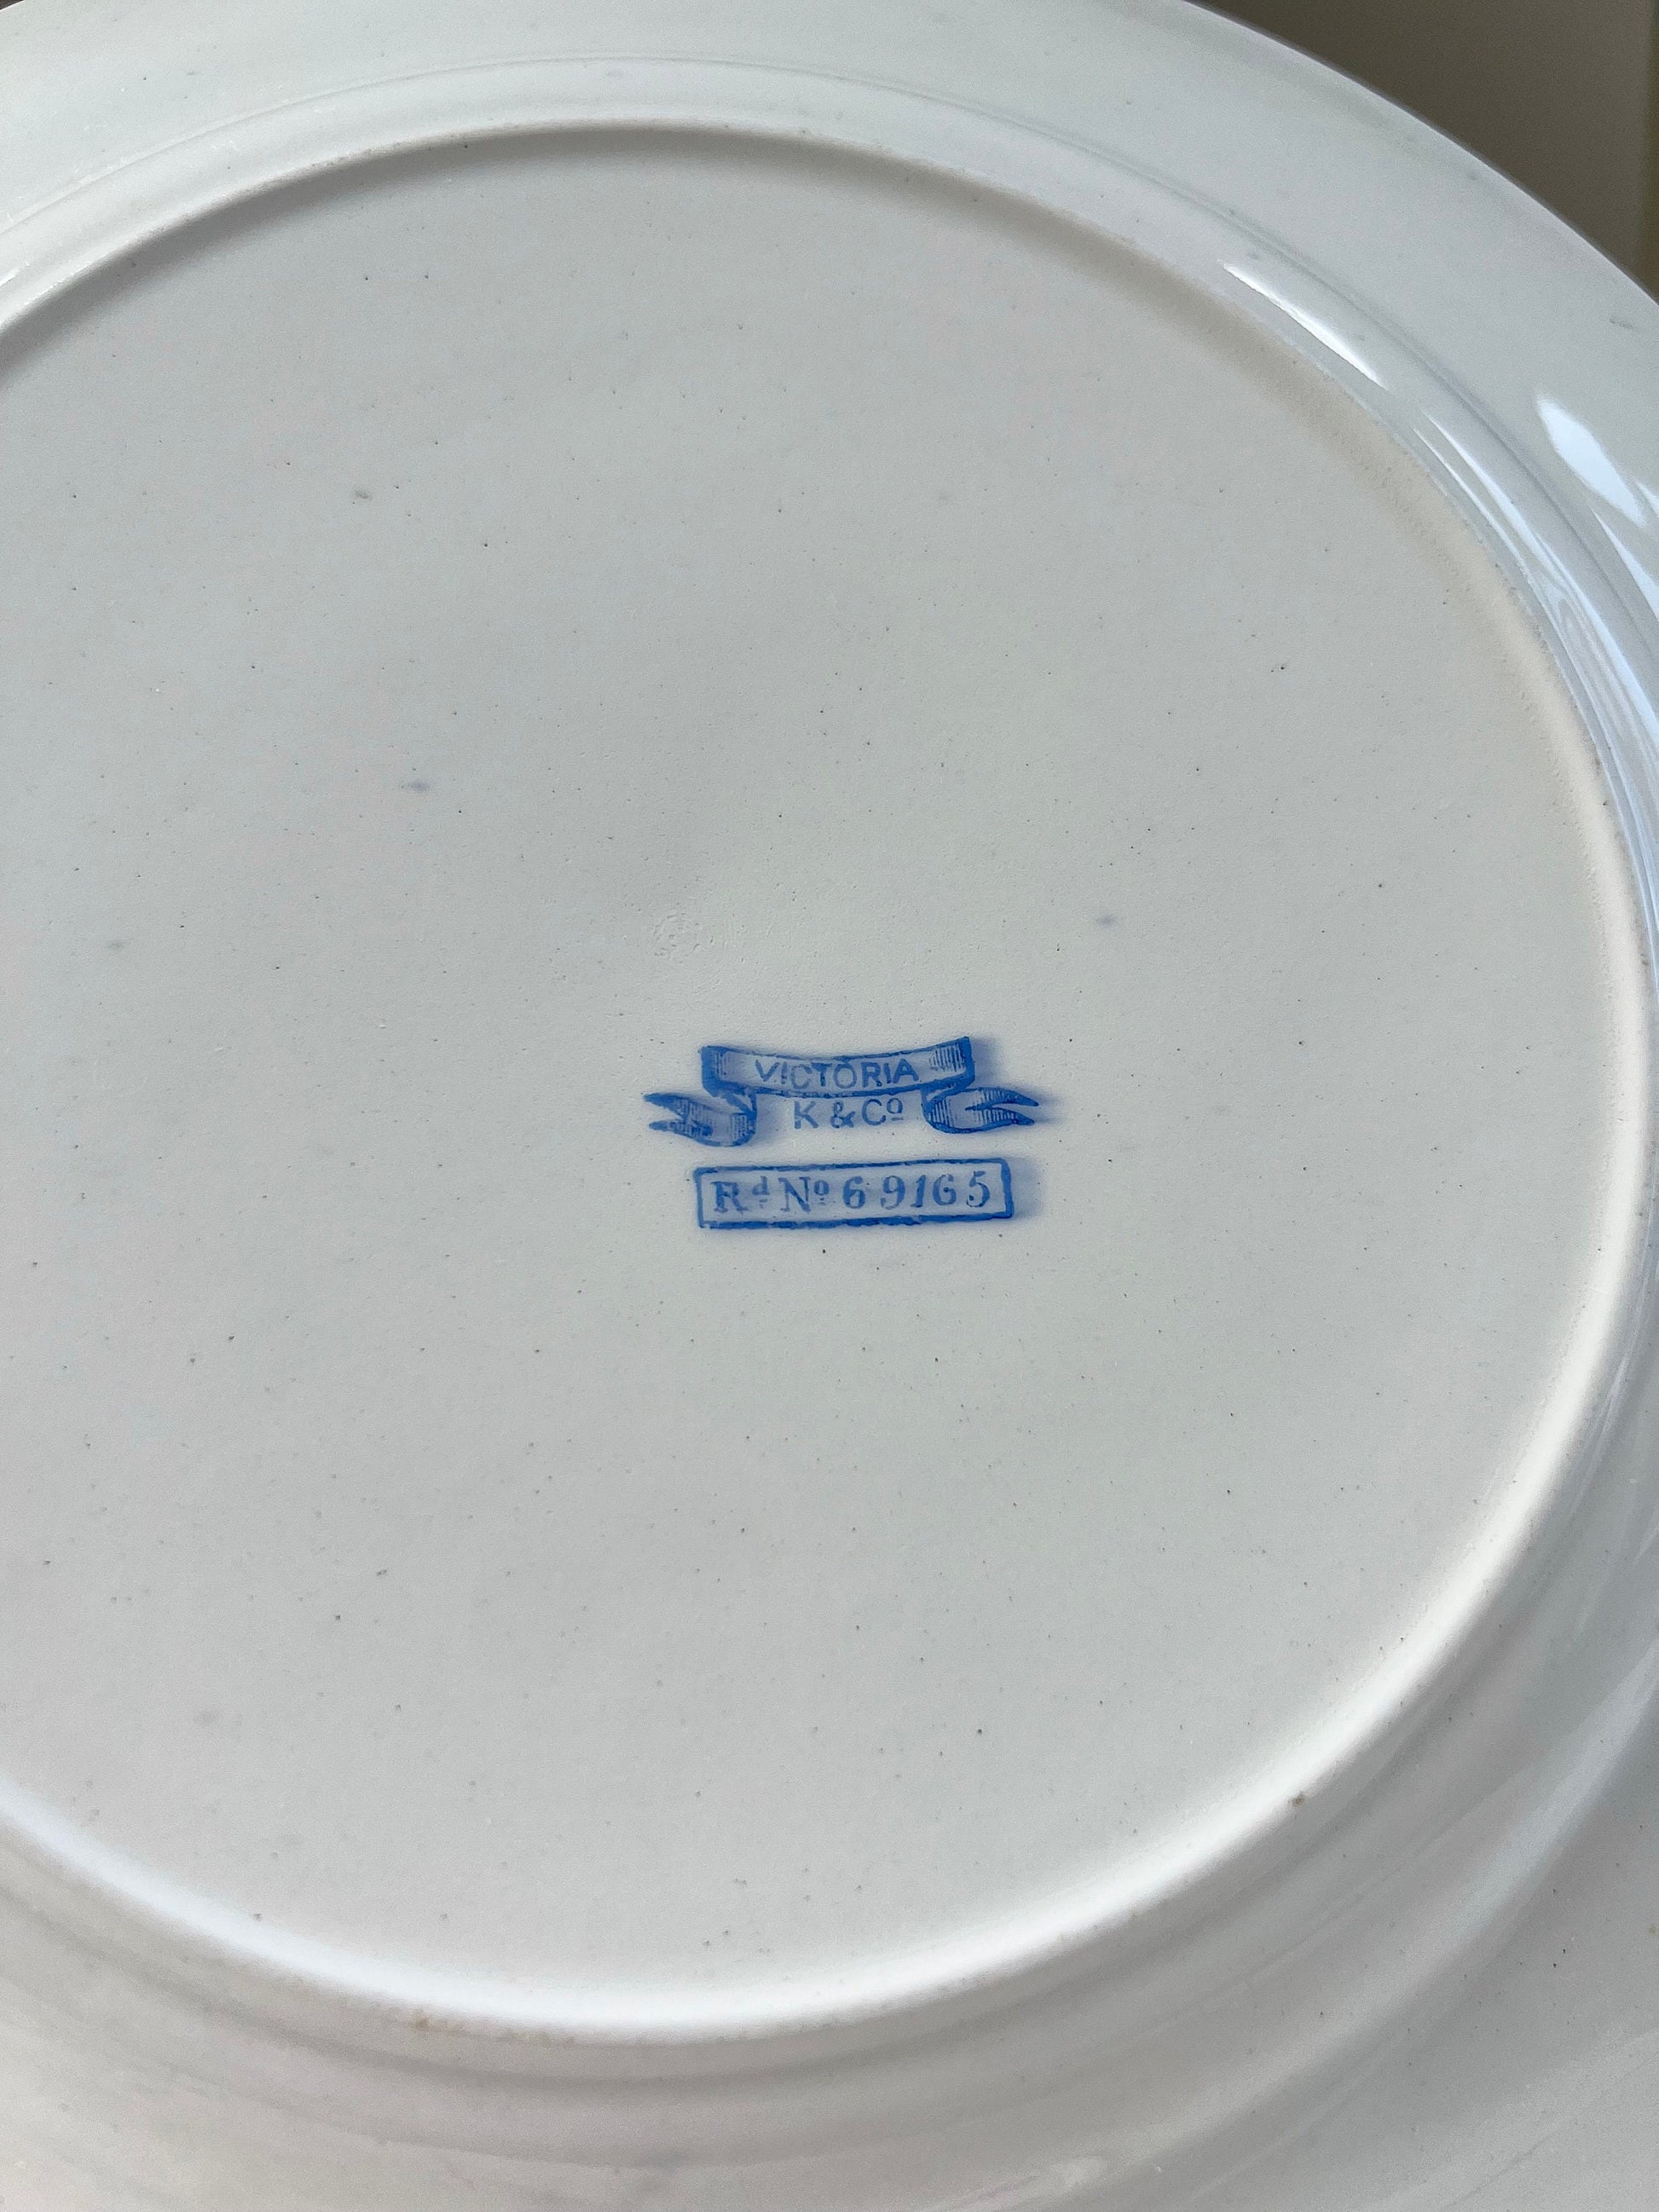 VICTORIA
K & Cº
Rd Nº 69165